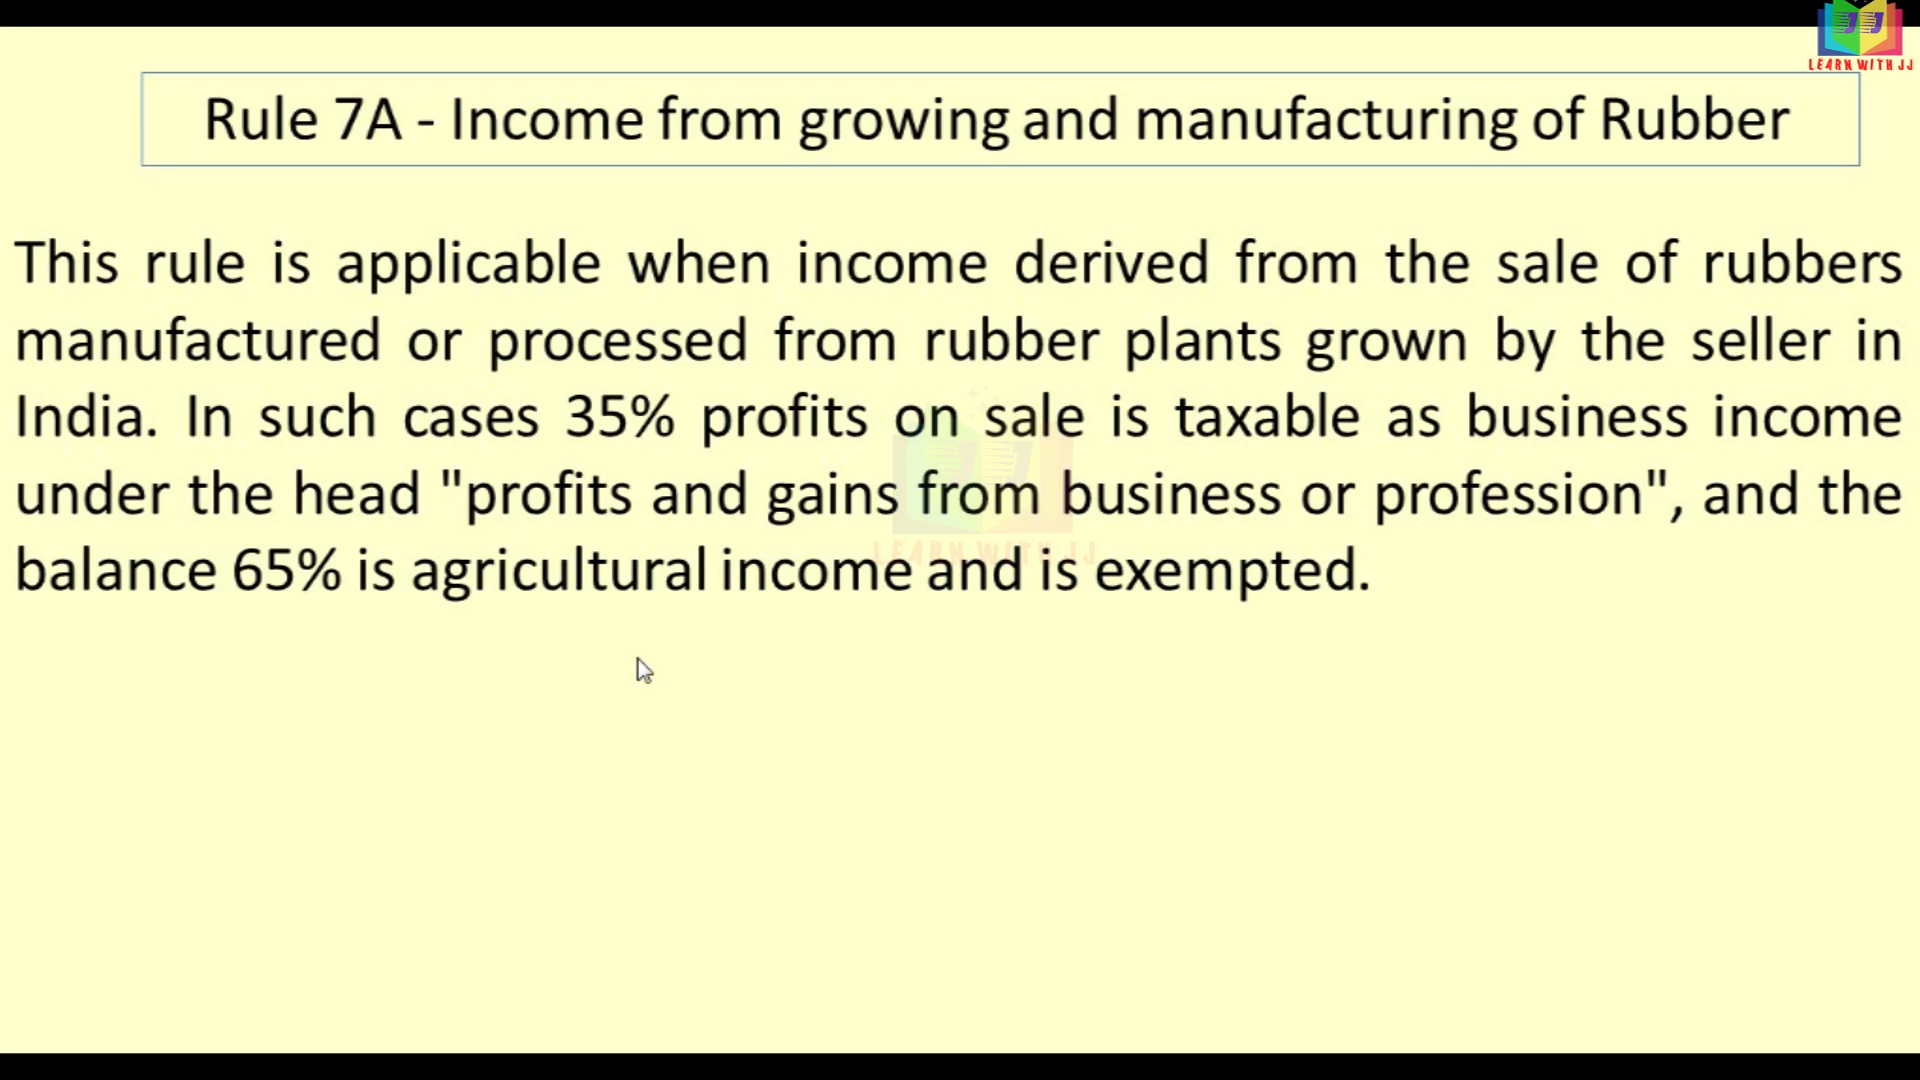 LEARN WITH JJ
Rule 7A - Income from growing and manufacturing of Rubber
This rule is applicable when income derived from the sale of rubbers
manufactured or processed from rubber plants grown by the seller in
India. In such cases 35% profits on sale is taxable as business income
under the head "profits and gains from business or profession", and the
balance 65% is agricultural income and is exempted.
LEARN WITH JJ